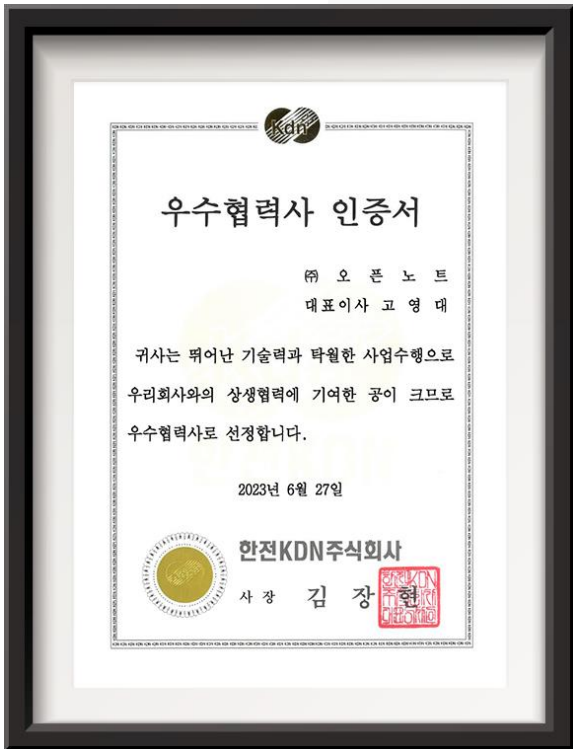 Kdn
우수협력사 인증서
㈜ 오 픈 노 트
대표이사 고 영 대
귀사는 뛰어난 기술력과 탁월한 사업수행으로
우리회사와의 상생협력에 기여한 공이 크므로
우수협력사로 선정합니다.
2023년 6월 27일
한전KDN주식회사
사 장 김 장 현